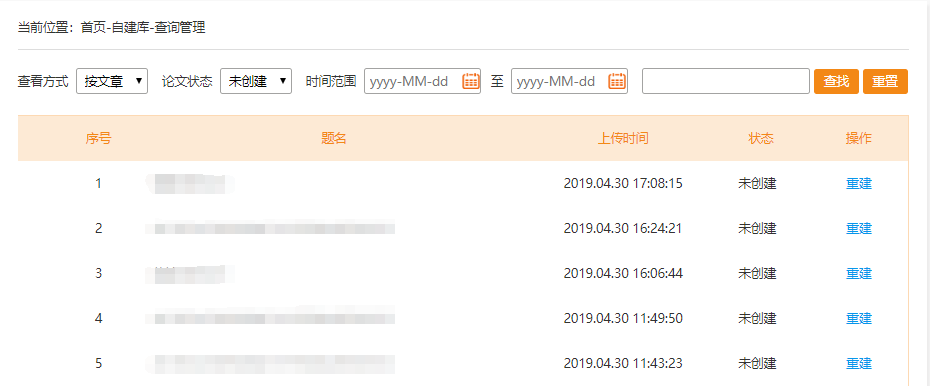 当前位置：首页-自建库-查询管理
查看方式 按文章 论文状态 未创建 时间范围 yyyy-MM-dd 至 yyyy-MM-dd 查找 重置
序号 题名 上传时间 状态 操作
1 2019.04.30 17:08:15 未创建 重建
2 2019.04.30 16:24:21 未创建 重建
3 2019.04.30 16:06:44 未创建 重建
4 2019.04.30 11:49:50 未创建 重建
5 2019.04.30 11:43:23 未创建 重建